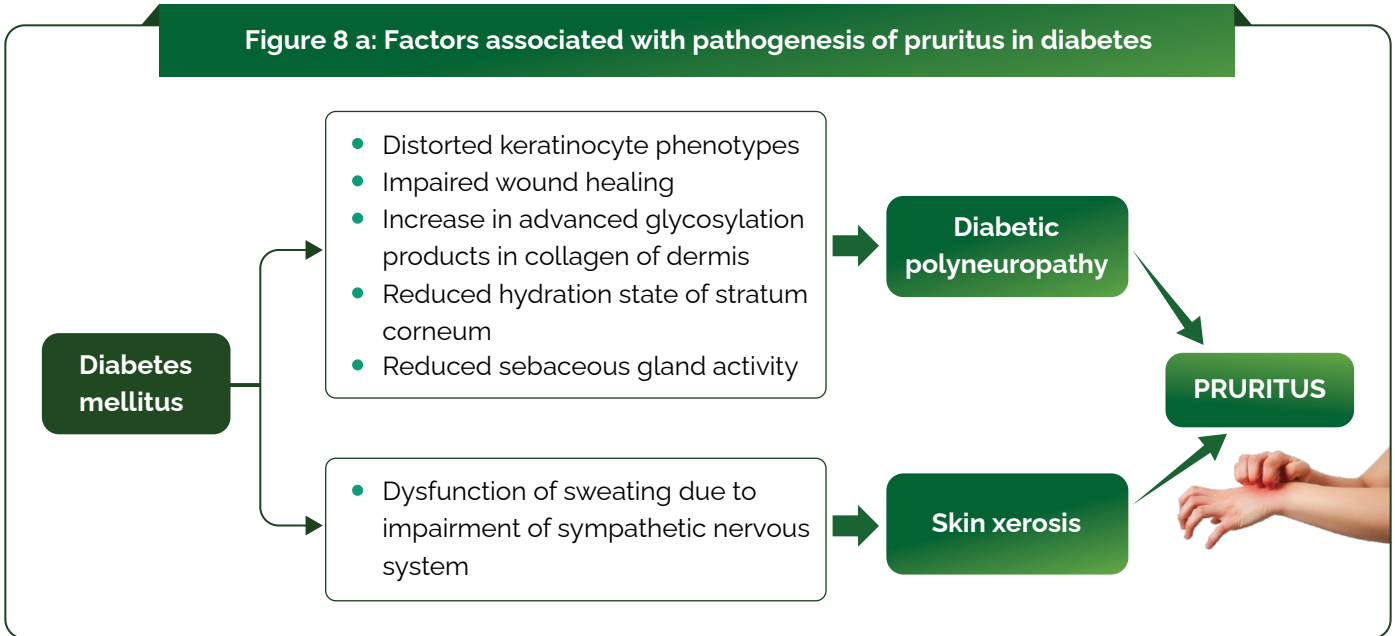 Figure 8 a: Factors associated with pathogenesis of pruritus in diabetes
Diabetes
mellitus
• Distorted keratinocyte phenotypes
• Impaired wound healing
• Increase in advanced glycosylation
products in collagen of dermis
• Reduced hydration state of stratum
corneum
• Reduced sebaceous gland activity
Diabetic
polyneuropathy
• Dysfunction of sweating due to
impairment of sympathetic nervous
system
Skin xerosis
PRURITUS